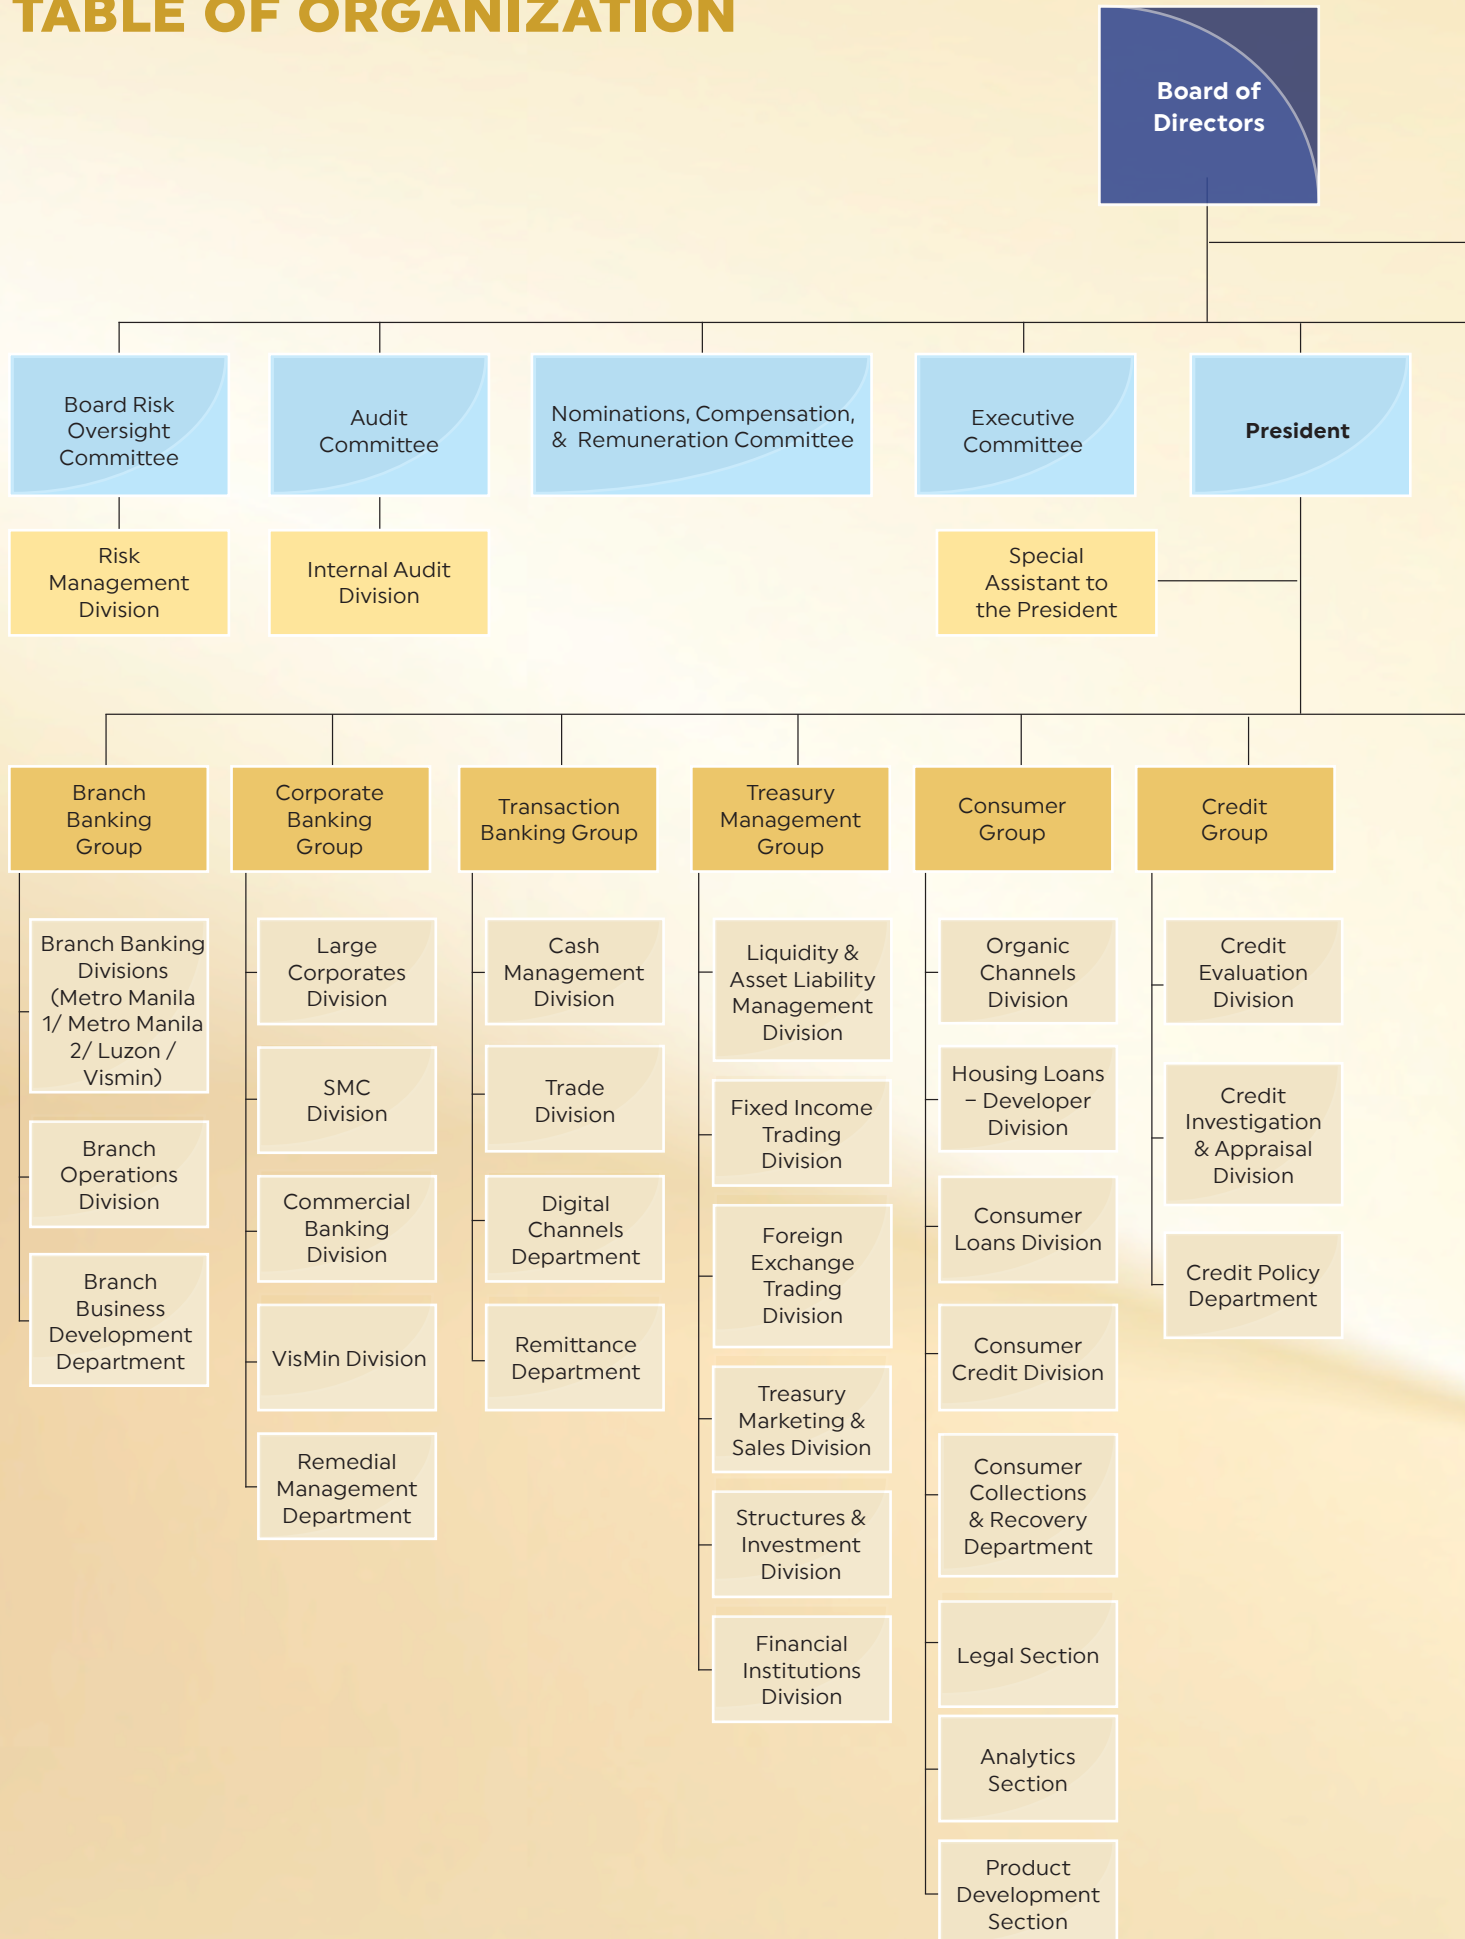 TABLE OF ORGANIZATION
Board of
Directors
Board Risk
Oversight
Committee
Audit
Committee
Nominations, Compensation,
& Remuneration Committee
Executive
Committee
President
Risk
Management
Division
Internal Audit
Division
Special
Assistant to
the President
Branch
Banking
Group
Corporate
Banking
Group
Transaction
Banking Group
Treasury
Management
Group
Consumer
Group
Credit
Group
Branch Banking
Divisions
(Metro Manila
1/ Metro Manila
2/ Luzon /
Vismin)
Branch
Operations
Division
Branch
Business
Development
Department
Large
Corporates
Division
SMC
Division
Commercial
Banking
Division
VisMin Division
Remedial
Management
Department
Cash
Management
Division
Trade
Division
Digital
Channels
Department
Remittance
Department
Liquidity &
Asset Liability
Management
Division
Fixed Income
Trading
Division
Foreign
Exchange
Trading
Division
Treasury
Marketing &
Sales Division
Structures &
Investment
Division
Financial
Institutions
Division
Organic
Channels
Division
Housing Loans
– Developer
Division
Consumer
Loans Division
Consumer
Credit Division
Consumer
Collections
& Recovery
Department
Legal Section
Analytics
Section
Product
Development
Section
Credit
Evaluation
Division
Credit
Investigation
& Appraisal
Division
Credit Policy
Department